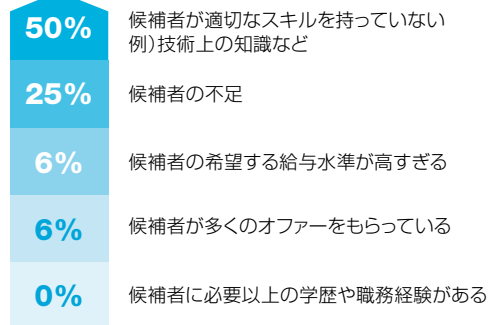 50%
候補者が適切なスキルを持っていない
例)技術上の知識など
25%
候補者の不足
6%
候補者の希望する給与水準が高すぎる
6%
候補者が多くのオファーをもらっている
0%
候補者に必要以上の学歴や職務経験がある